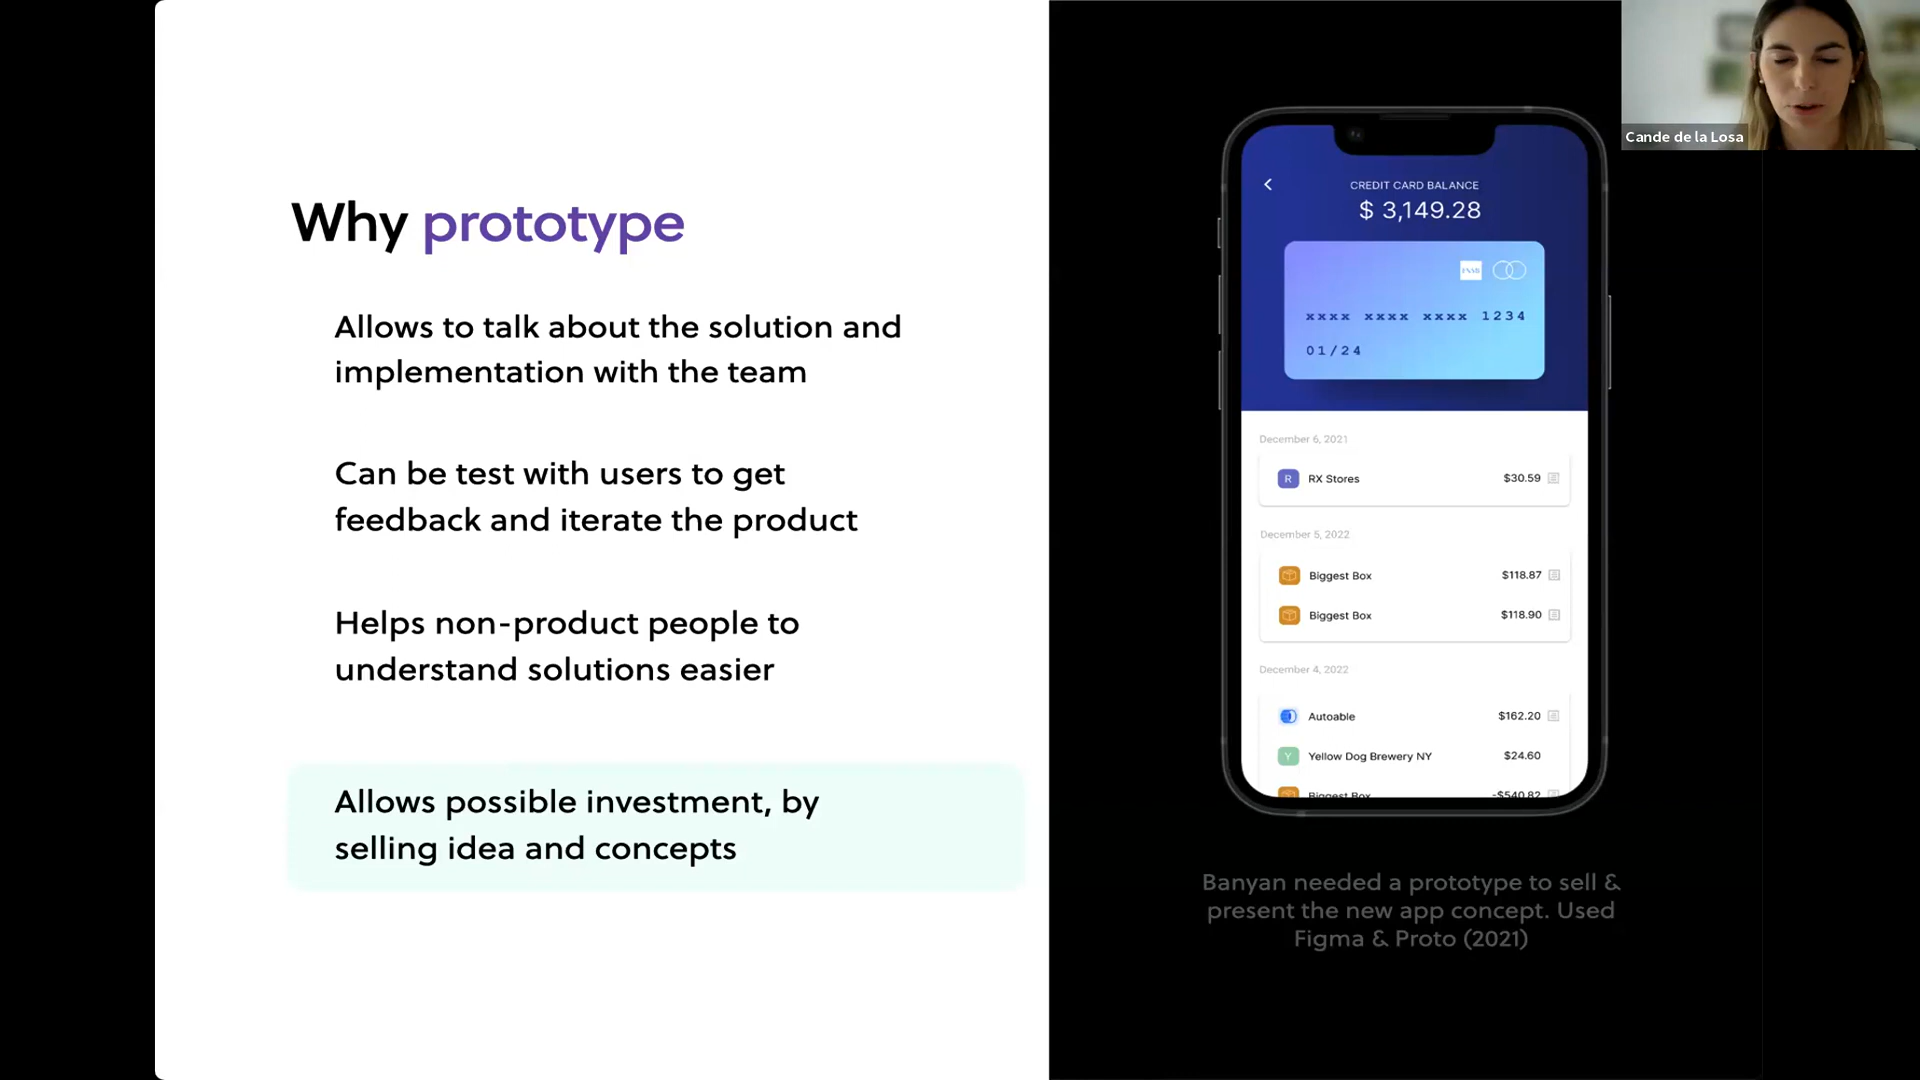 Why prototype
Allows to talk about the solution and
implementation with the team
Can be test with users to get
feedback and iterate the product
Helps non-product people to
understand solutions easier
Allows possible investment, by
selling idea and concepts
CREDIT CARD BALANCE
$ 3,149.28
xxxx xxxx xxxx 1234
01/24
December 6, 2021
R RX Stores $30.59
December 5, 2022
Biggest Box $118.87
Biggest Box $118.90
December 4, 2022
Autoable $162.20
Y Yellow Dog Brewery NY $24.60
Biggest Box -$540.82
Banyan needed a prototype to sell &
present the new app concept. Used
Figma & Proto (2021)
Cande de la Losa